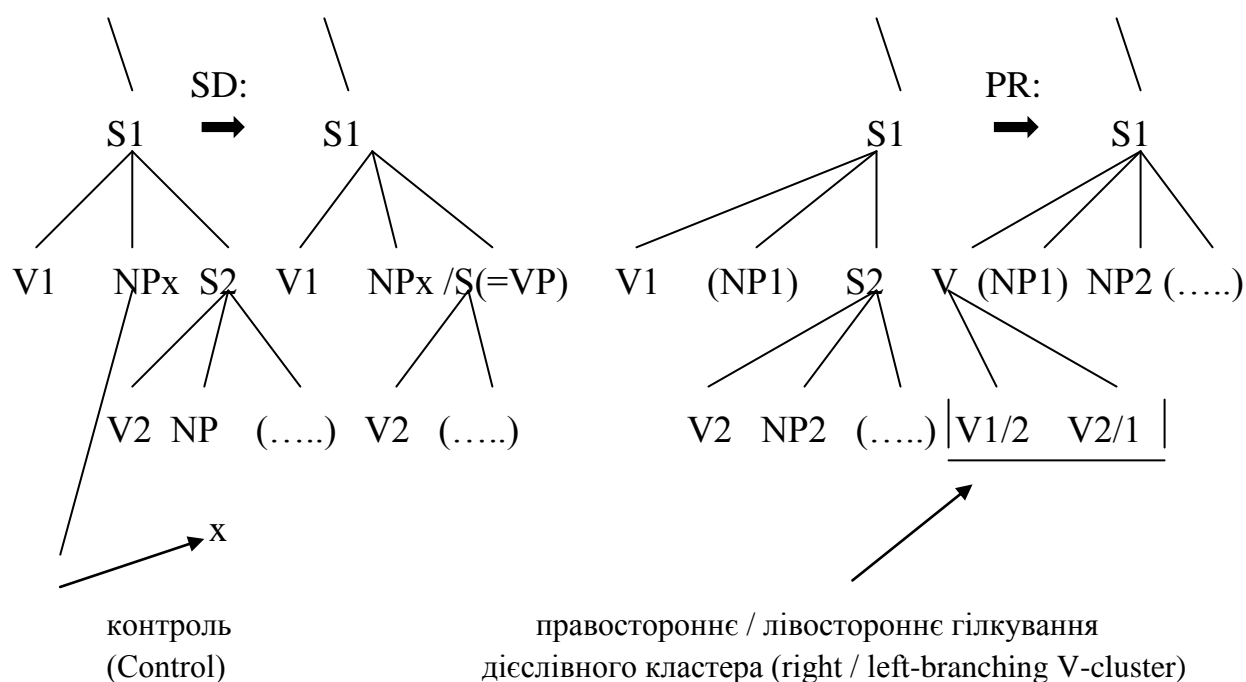 SD: PR:
S1 S1 S1 S1
V1 NPx S2 V1 NPx /S(=VP) V1 (NP1) S2 V (NP1) NP2 (…..)
V2 NP (…..) V2 (…..) V2 NP2 (…..) V1/2 V2/1
x
контроль правостороннє / лівостороннє гілкування
(Control) дієслівного кластера (right / left-branching V-cluster)